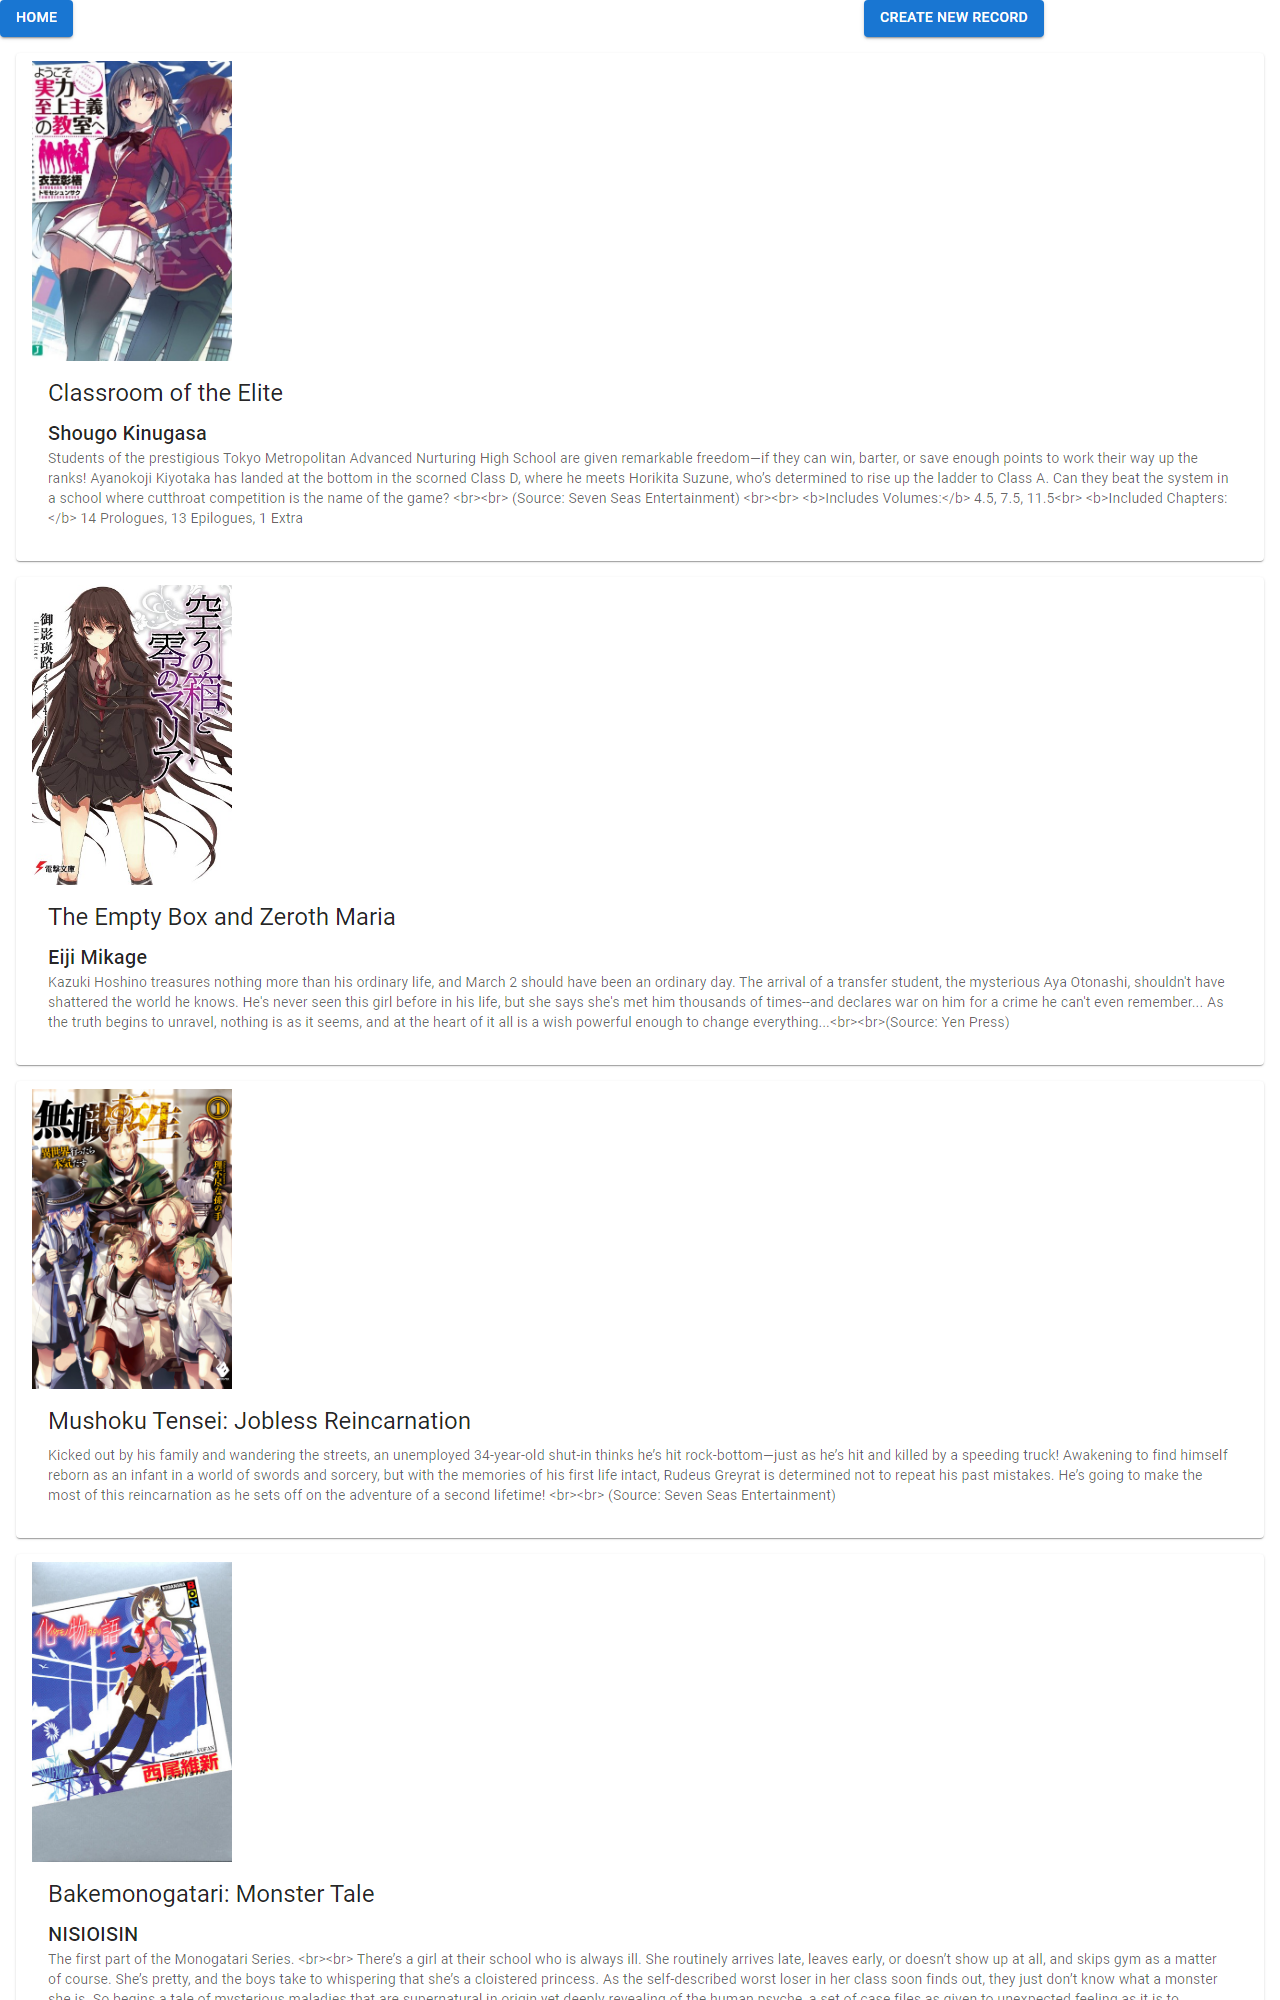 HOME
CREATE NEW RECORD
ようこそ
実力
至上主義
の教室へ
衣笠彰梧
トモセシュンサク
Classroom of the Elite
Shougo Kinugasa
Students of the prestigious Tokyo Metropolitan Advanced Nurturing High School are given remarkable freedom—if they can win, barter, or save enough points to work their way up the
ranks! Ayanokoji Kiyotaka has landed at the bottom in the scorned Class D, where he meets Horikita Suzune, who’s determined to rise up the ladder to Class A. Can they beat the system in
a school where cutthroat competition is the name of the game? <br><br> (Source: Seven Seas Entertainment) <br><br> <b>Includes Volumes:</b> 4.5, 7.5, 11.5<br> <b>Included Chapters:
</b> 14 Prologues, 13 Epilogues, 1 Extra
空ろの箱と
零のマリア
御影瑛路
電撃文庫
The Empty Box and Zeroth Maria
Eiji Mikage
Kazuki Hoshino treasures nothing more than his ordinary life, and March 2 should have been an ordinary day. The arrival of a transfer student, the mysterious Aya Otonashi, shouldn't have
shattered the world he knows. He's never seen this girl before in his life, but she says she's met him thousands of times--and declares war on him for a crime he can't even remember... As
the truth begins to unravel, nothing is as it seems, and at the heart of it all is a wish powerful enough to change everything...<br><br>(Source: Yen Press)
無職転生
1
異世界行ったら
本気だす
理不尽な孫の手
Mushoku Tensei: Jobless Reincarnation
Kicked out by his family and wandering the streets, an unemployed 34-year-old shut-in thinks he’s hit rock-bottom—just as he’s hit and killed by a speeding truck! Awakening to find himself
reborn as an infant in a world of swords and sorcery, but with the memories of his first life intact, Rudeus Greyrat is determined not to repeat his past mistakes. He’s going to make the
most of this reincarnation as he sets off on the adventure of a second lifetime! <br><br> (Source: Seven Seas Entertainment)
KODANSHA BOX
化物語
上
西尾維新
NISIOISIN
Bakemonogatari: Monster Tale
NISIOISIN
The first part of the Monogatari Series. <br><br> There’s a girl at their school who is always ill. She routinely arrives late, leaves early, or doesn’t show up at all, and skips gym as a matter
of course. She’s pretty, and the boys take to whispering that she’s a cloistered princess. As the self-described worst loser in her class soon finds out, they just don’t know what a monster
she is. So begins a tale of mysterious maladies that are supernatural in origin yet deeply revealing of the human psyche, a set of case files as given to unexpected feeling as it is to